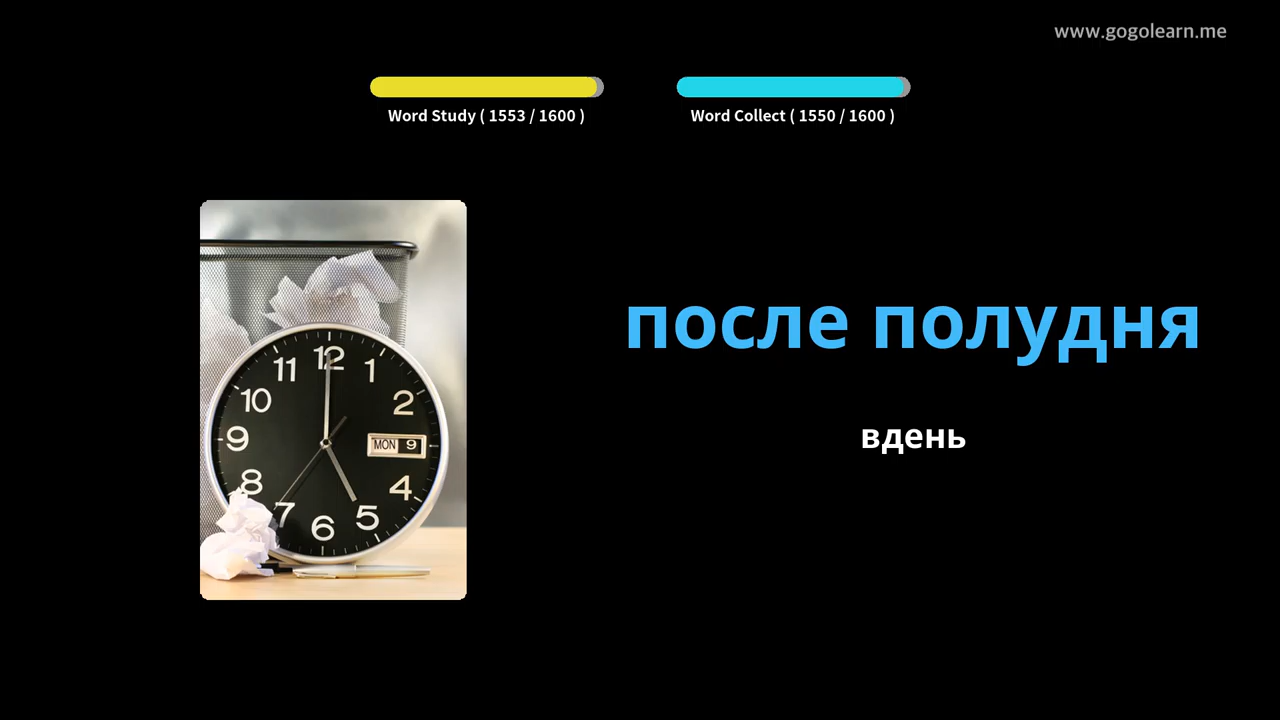 www.gogolearn.me
Word Study ( 1553 / 1600 )
Word Collect ( 1550 / 1600 )
после полудня
вдень
12
11
1
10
2
9
MON 9
8
4
7
5
6